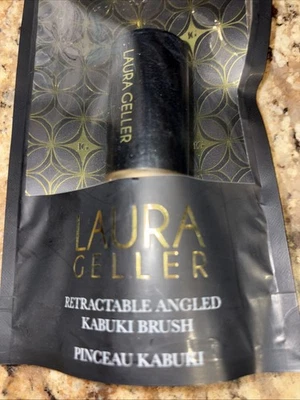 LAURA GELLER
LAURA
GELLER
RETRACTABLE ANGLED
KABUKI BRUSH
PINCEAU KABUKI